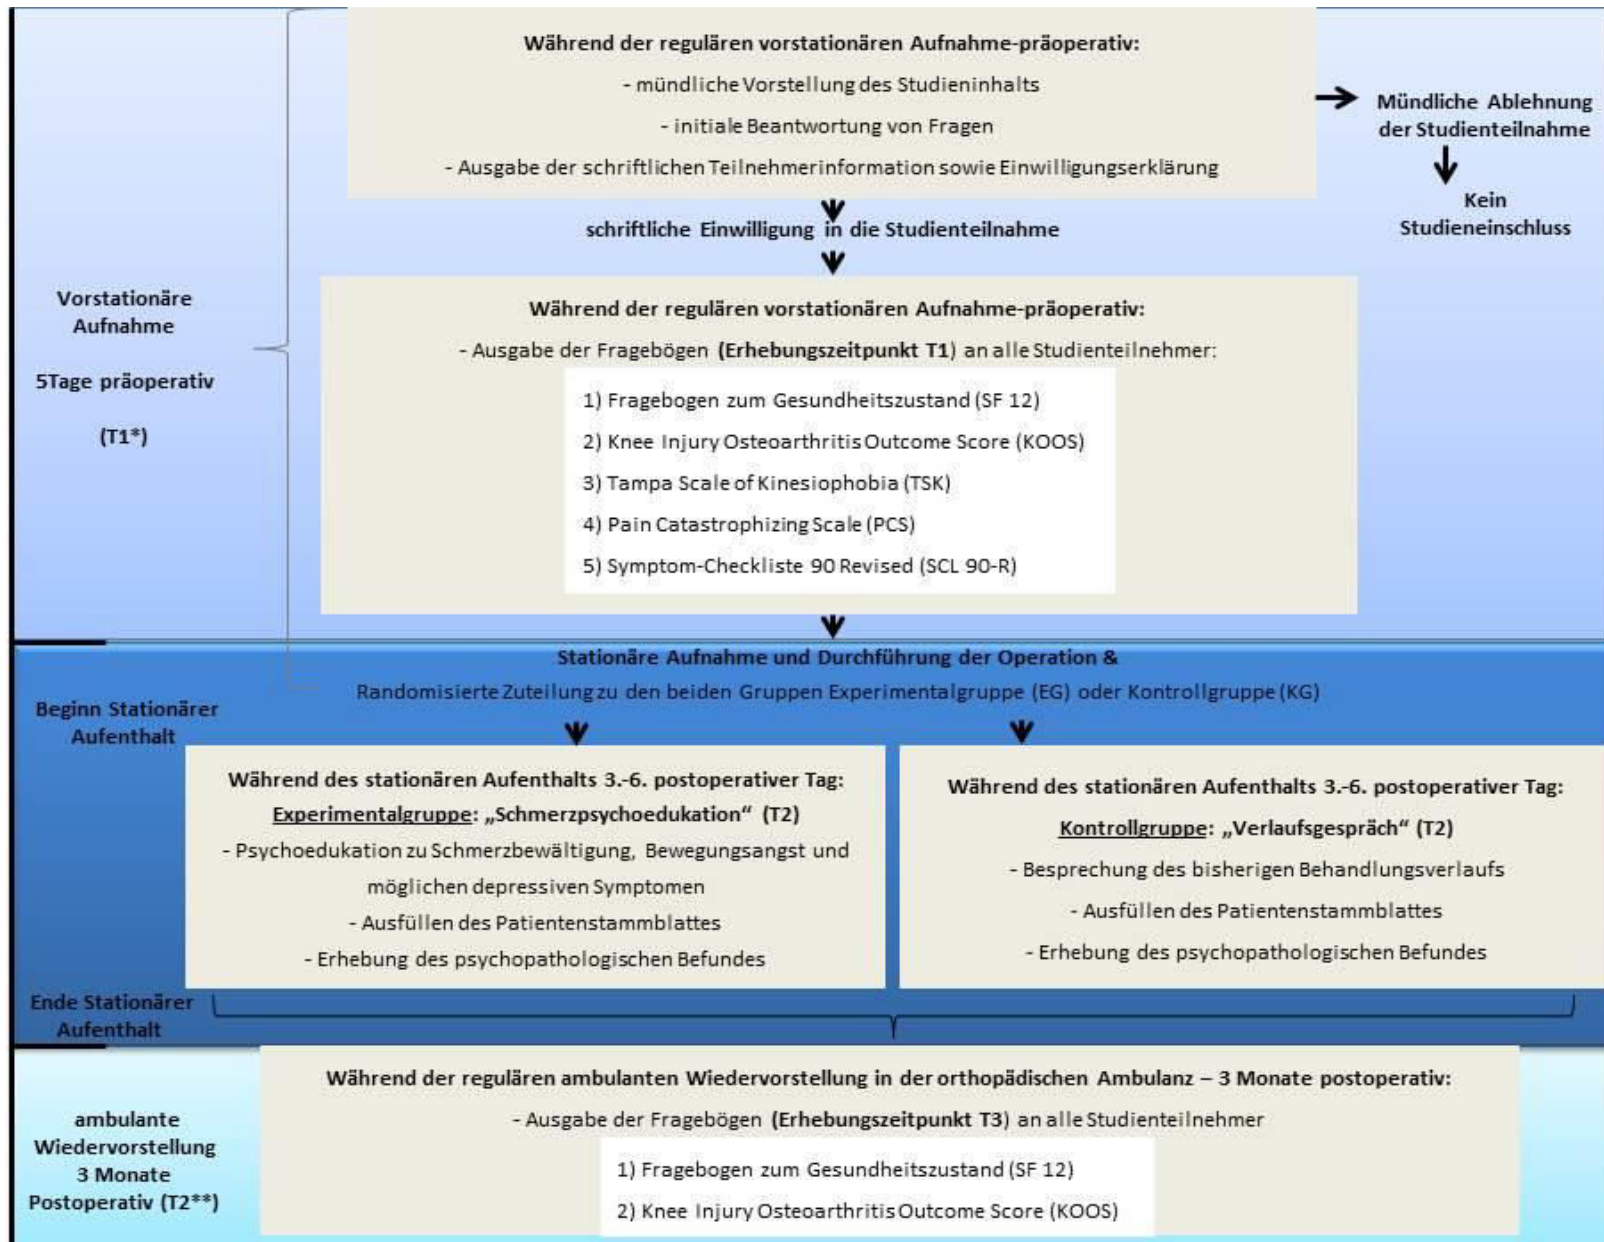 Während der regulären vorstationären Aufnahme-präoperativ:
- mündliche Vorstellung des Studieninhalts
- initiale Beantwortung von Fragen
- Ausgabe der schriftlichen Teilnehmerinformation sowie Einwilligungserklärung
Mündliche Ablehnung
der Studienteilnahme
Kein
Studieneinschluss
schriftliche Einwilligung in die Studienteilnahme
Vorstationäre
Aufnahme
5Tage präoperativ
(T1*)
Während der regulären vorstationären Aufnahme-präoperativ:
- Ausgabe der Fragebögen (Erhebungszeitpunkt T1) an alle Studienteilnehmer:
1) Fragebogen zum Gesundheitszustand (SF 12)
2) Knee Injury Osteoarthritis Outcome Score (KOOS)
3) Tampa Scale of Kinesiophobia (TSK)
4) Pain Catastrophizing Scale (PCS)
5) Symptom-Checkliste 90 Revised (SCL 90-R)
Stationäre Aufnahme und Durchführung der Operation &
Randomisierte Zuteilung zu den beiden Gruppen Experimentalgruppe (EG) oder Kontrollgruppe (KG)
Beginn Stationärer
Aufenthalt
Während des stationären Aufenthalts 3.-6. postoperativer Tag:
Experimentalgruppe: „Schmerzpsychoedukation“ (T2)
- Psychoedukation zu Schmerzbewältigung, Bewegungsangst und
möglichen depressiven Symptomen
- Ausfüllen des Patientenstammblattes
- Erhebung des psychopathologischen Befundes
Während des stationären Aufenthalts 3.-6. postoperativer Tag:
Kontrollgruppe: „Verlaufsgespräch“ (T2)
- Besprechung des bisherigen Behandlungsverlaufs
- Ausfüllen des Patientenstammblattes
- Erhebung des psychopathologischen Befundes
Ende Stationärer
Aufenthalt
ambulante
Wiedervorstellung
3 Monate
Postoperativ (T2**)
Während der regulären ambulanten Wiedervorstellung in der orthopädischen Ambulanz – 3 Monate postoperativ:
- Ausgabe der Fragebögen (Erhebungszeitpunkt T3) an alle Studienteilnehmer
1) Fragebogen zum Gesundheitszustand (SF 12)
2) Knee Injury Osteoarthritis Outcome Score (KOOS)